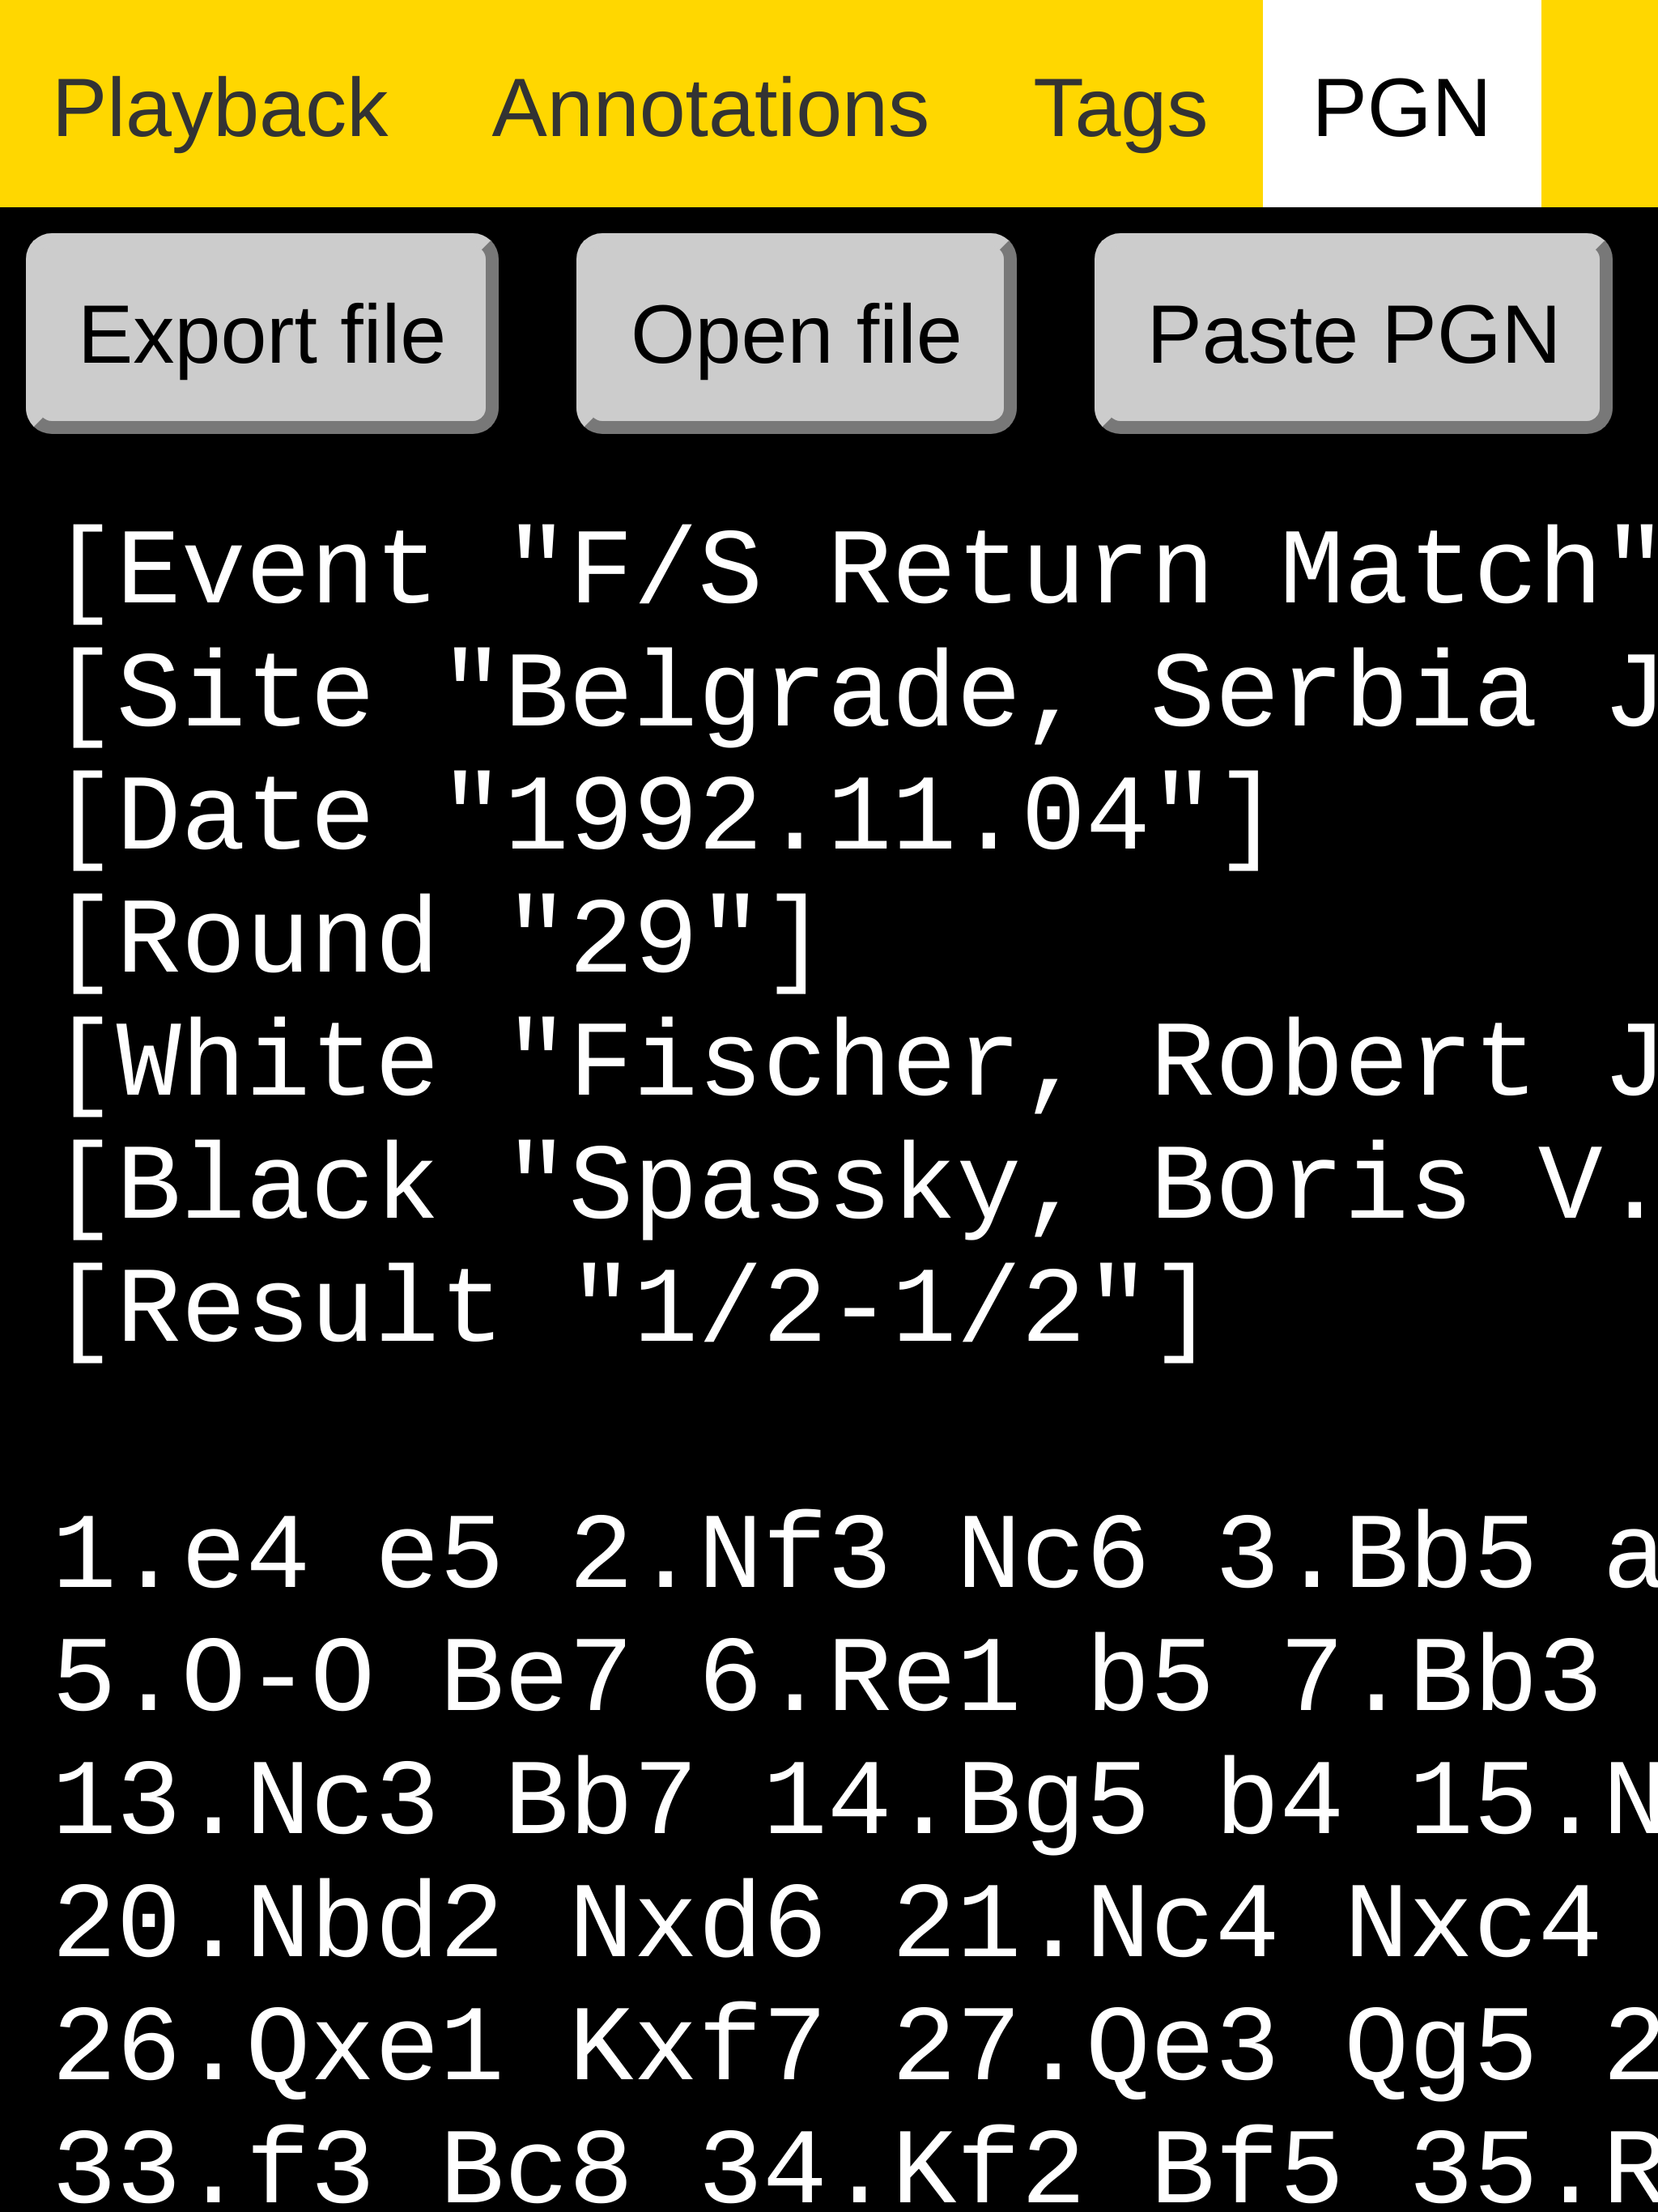 Playback Annotations Tags PGN
Export file Open file Paste PGN
[Event "F/S Return Match"
[Site "Belgrade, Serbia J
[Date "1992.11.04"]
[Round "29"]
[White "Fischer, Robert J
[Black "Spassky, Boris V.
[Result "1/2-1/2"]
1.e4 e5 2.Nf3 Nc6 3.Bb5 a
5.O-O Be7 6.Re1 b5 7.Bb3
13.Nc3 Bb7 14.Bg5 b4 15.N
20.Nbd2 Nxd6 21.Nc4 Nxc4
26.Qxe1 Kxf7 27.Qe3 Qg5 2
33.f3 Bc8 34.Kf2 Bf5 35.R